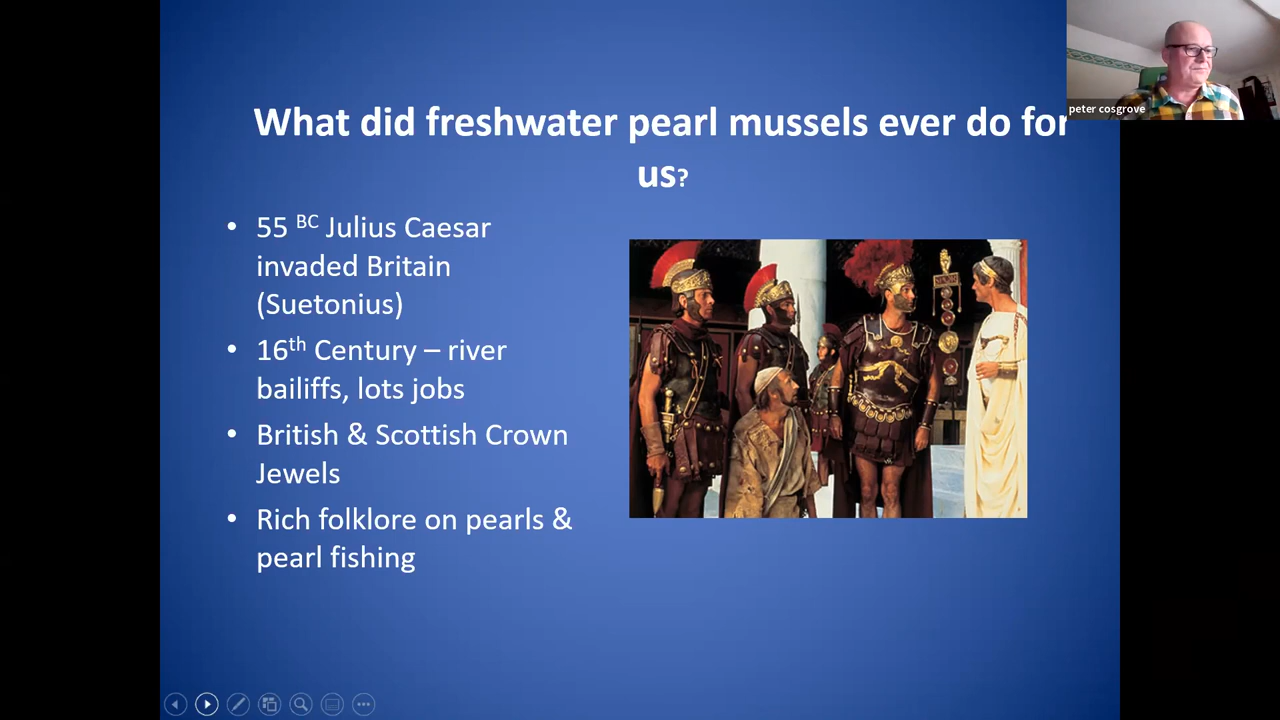 What did freshwater pearl mussels ever do for
us?
peter cosgrove
• 55 BC Julius Caesar
invaded Britain
(Suetonius)
• 16th Century – river
bailiffs, lots jobs
• British & Scottish Crown
Jewels
• Rich folklore on pearls &
pearl fishing